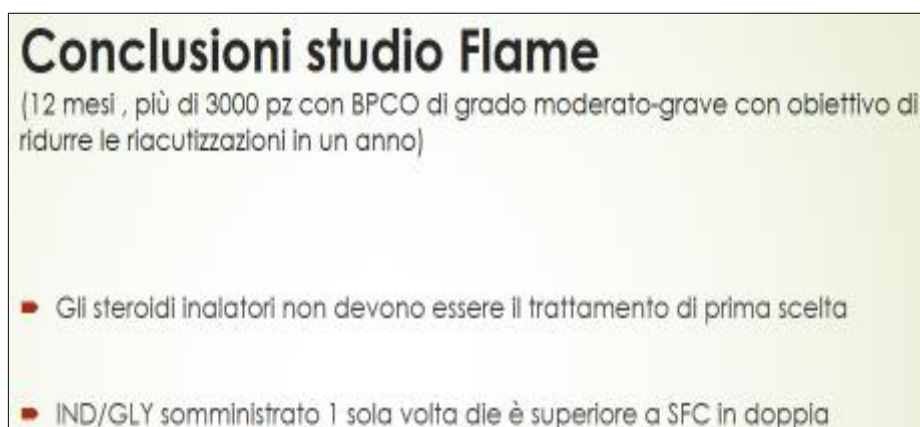 Conclusioni studio Flame
(12 mesi , più di 3000 pz con BPCO di grado moderato-grave con obiettivo di
ridurre le riacutizzazioni in un anno)
Gli steroidi inalatori non devono essere il trattamento di prima scelta
IND/GLY somministrato 1 sola volta die è superiore a SFC in doppia